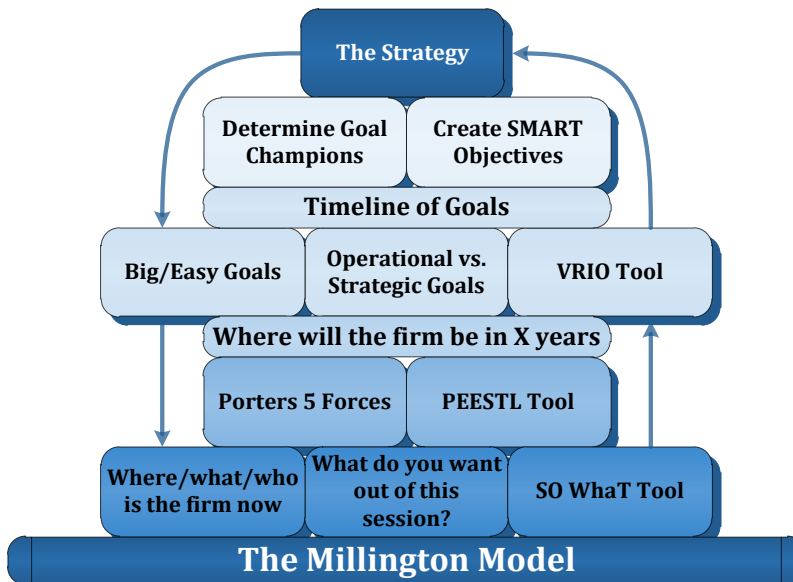 The Strategy
Determine Goal
Champions
Create SMART
Objectives
Timeline of Goals
Big/Easy Goals
Operational vs.
Strategic Goals
VRIO Tool
Where will the firm be in X years
Porters 5 Forces
PEESTL Tool
Where/what/who
is the firm now
What do you want
out of this
session?
SO WhaT Tool
The Millington Model